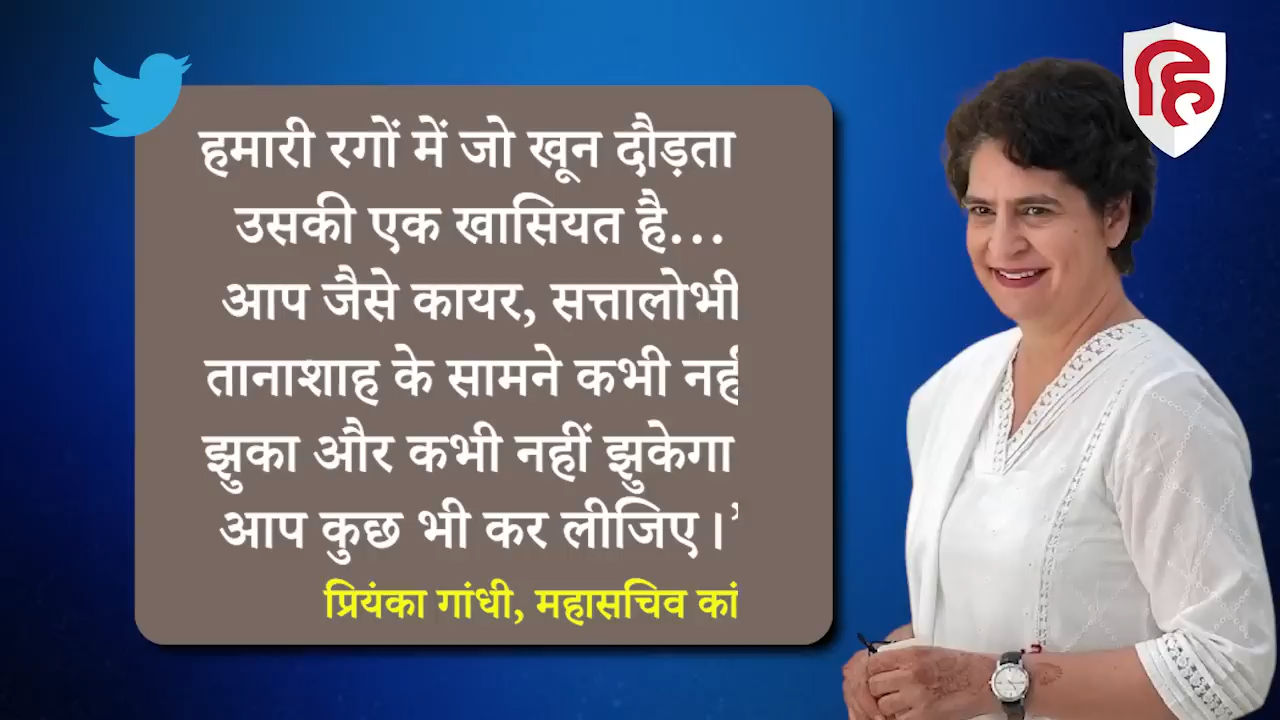 हमारी रगों में जो खून दौड़ता
उसकी एक खासियत है...
आप जैसे कायर, सत्तालोभी
तानाशाह के सामने कभी
झुका और कभी नहीं झुकेगा
आप कुछ भी कर लीजिए।’
प्रियंका गांधी, महासचिव
हि